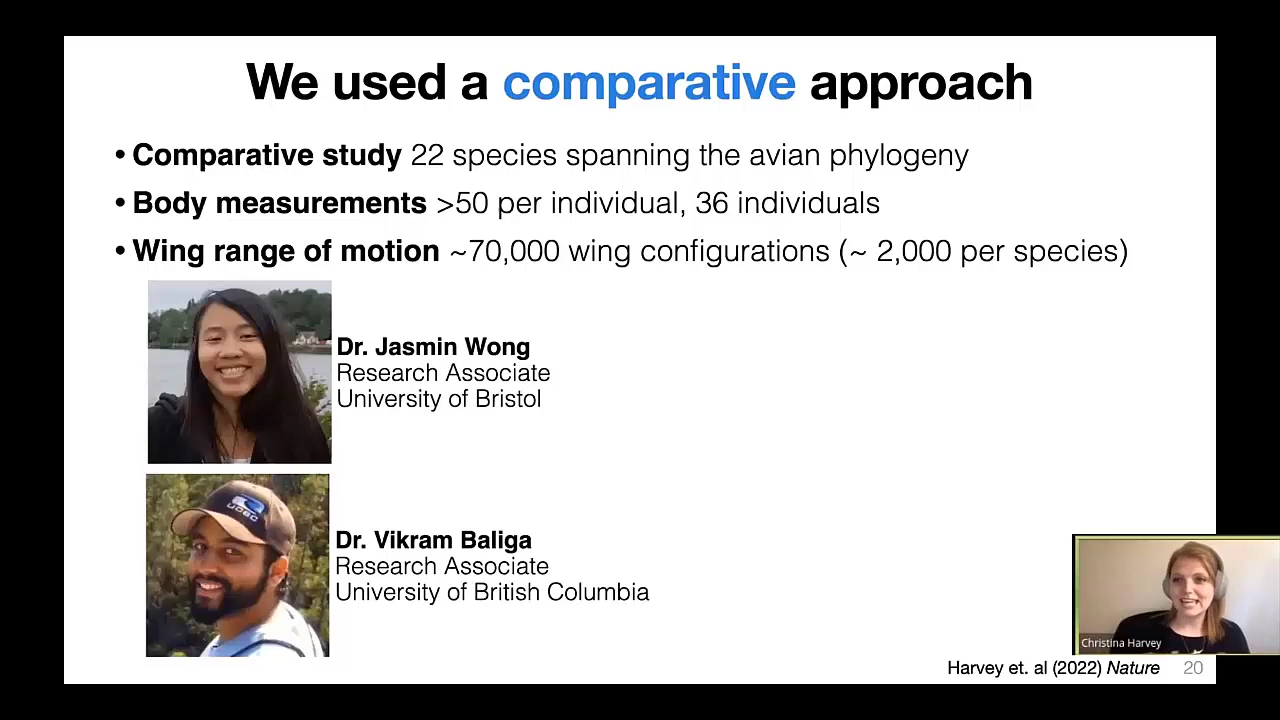 We used a comparative approach
• Comparative study 22 species spanning the avian phylogeny
• Body measurements >50 per individual, 36 individuals
• Wing range of motion ~70,000 wing configurations (~ 2,000 per species)
Dr. Jasmin Wong
Research Associate
University of Bristol
UCSC
Dr. Vikram Baliga
Research Associate
University of British Columbia
Christina Harvey
Harvey et. al (2022) Nature 20